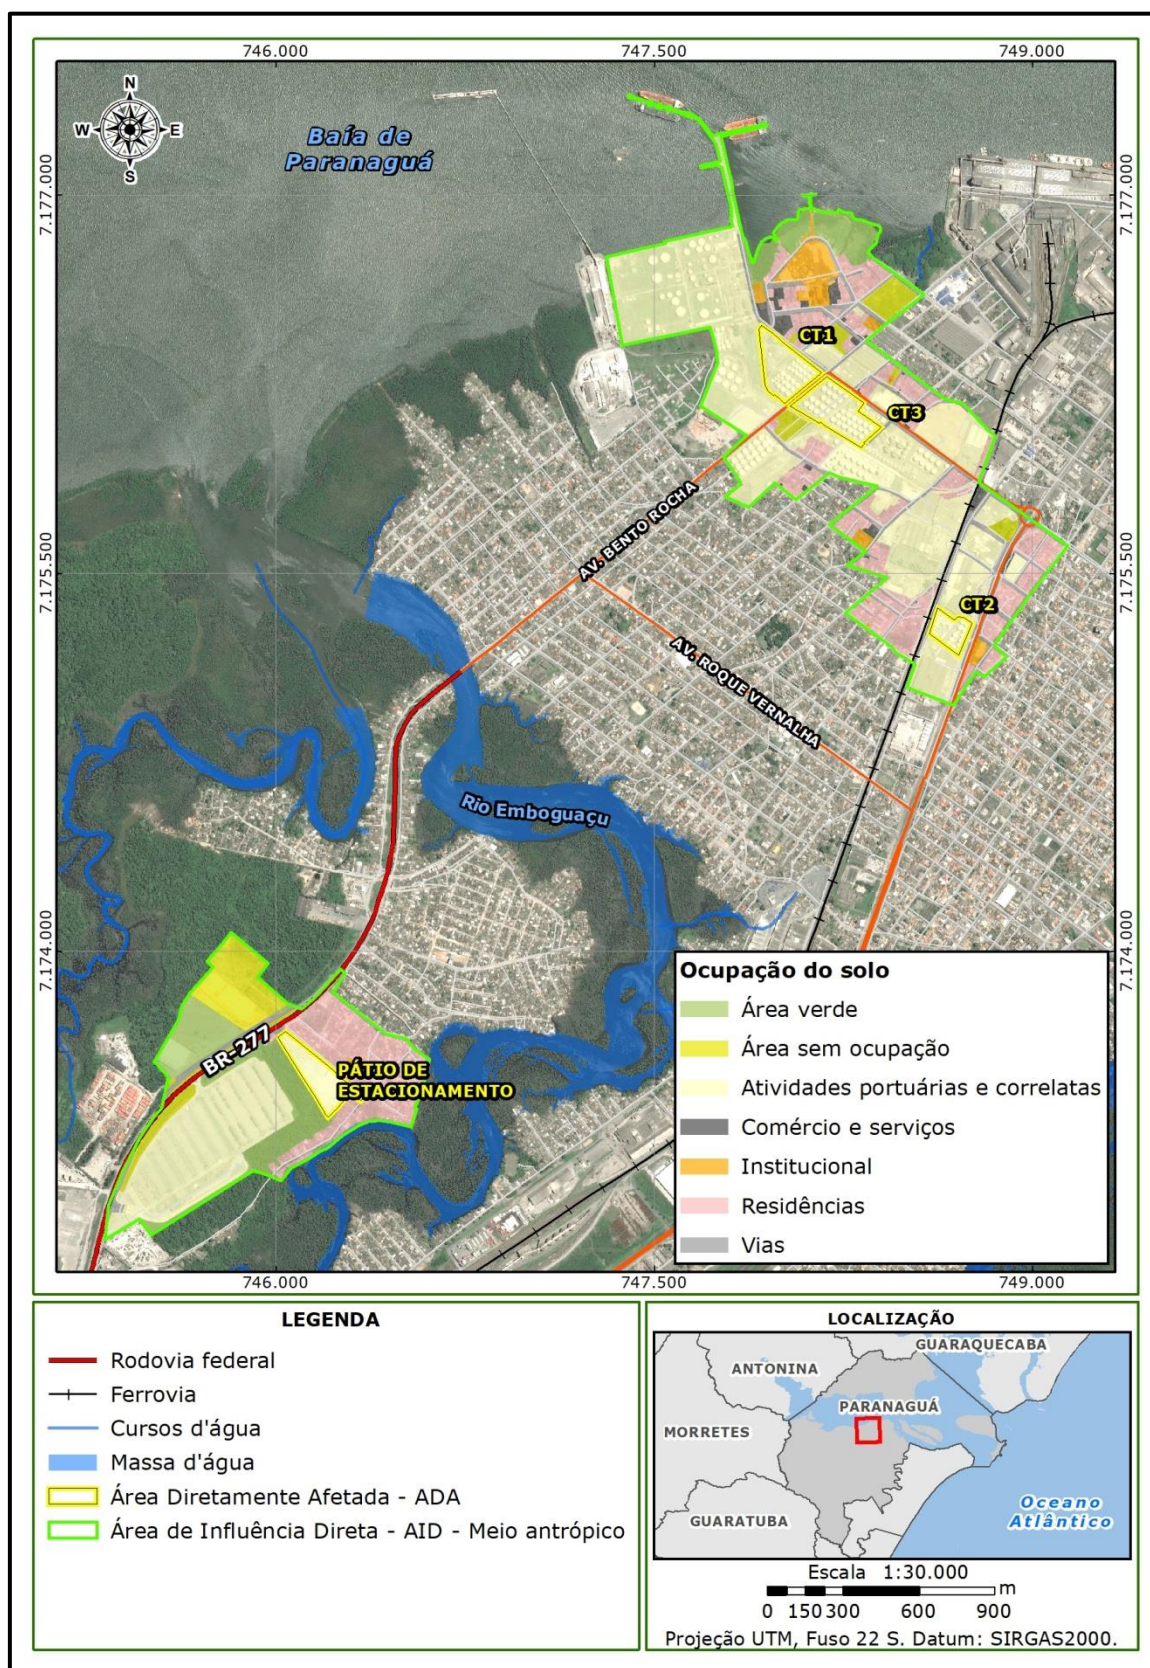 746.000 747.500 749.000
N
W E
S
Baía de
Paranaguá
7.177.000 7.177.000
CT1
CT3
AV. BENTO ROCHA
7.175.500 7.175.500
CT2
AV. ROQUE VERNALHA
Rio Emboguaçu
7.174.000 7.174.000
BR-277
PÁTIO DE
ESTACIONAMENTO
Ocupação do solo
Área verde
Área sem ocupação
Atividades portuárias e correlatas
Comércio e serviços
Institucional
Residências
Vias
746.000 747.500 749.000
LEGENDA
Rodovia federal
Ferrovia
Cursos d'água
Massa d'água
Área Diretamente Afetada - ADA
Área de Influência Direta - AID - Meio antrópico
LOCALIZAÇÃO
GUARAQUECABA
ANTONINA
PARANAGUÁ
MORRETES
Oceano
Atlântico
GUARATUBA
Escala 1:30.000
m
0 150 300 600 900
Projeção UTM, Fuso 22 S. Datum: SIRGAS2000.